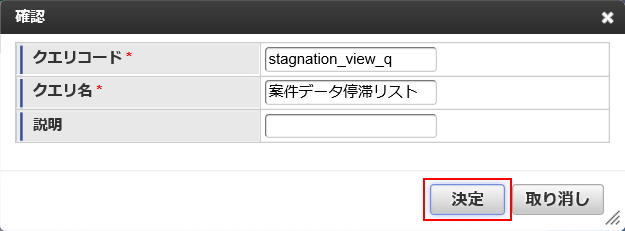 確認
クエリコード * stagnation_view_q
クエリ名 * 案件データ停滞リスト
説明
決定 取り消し